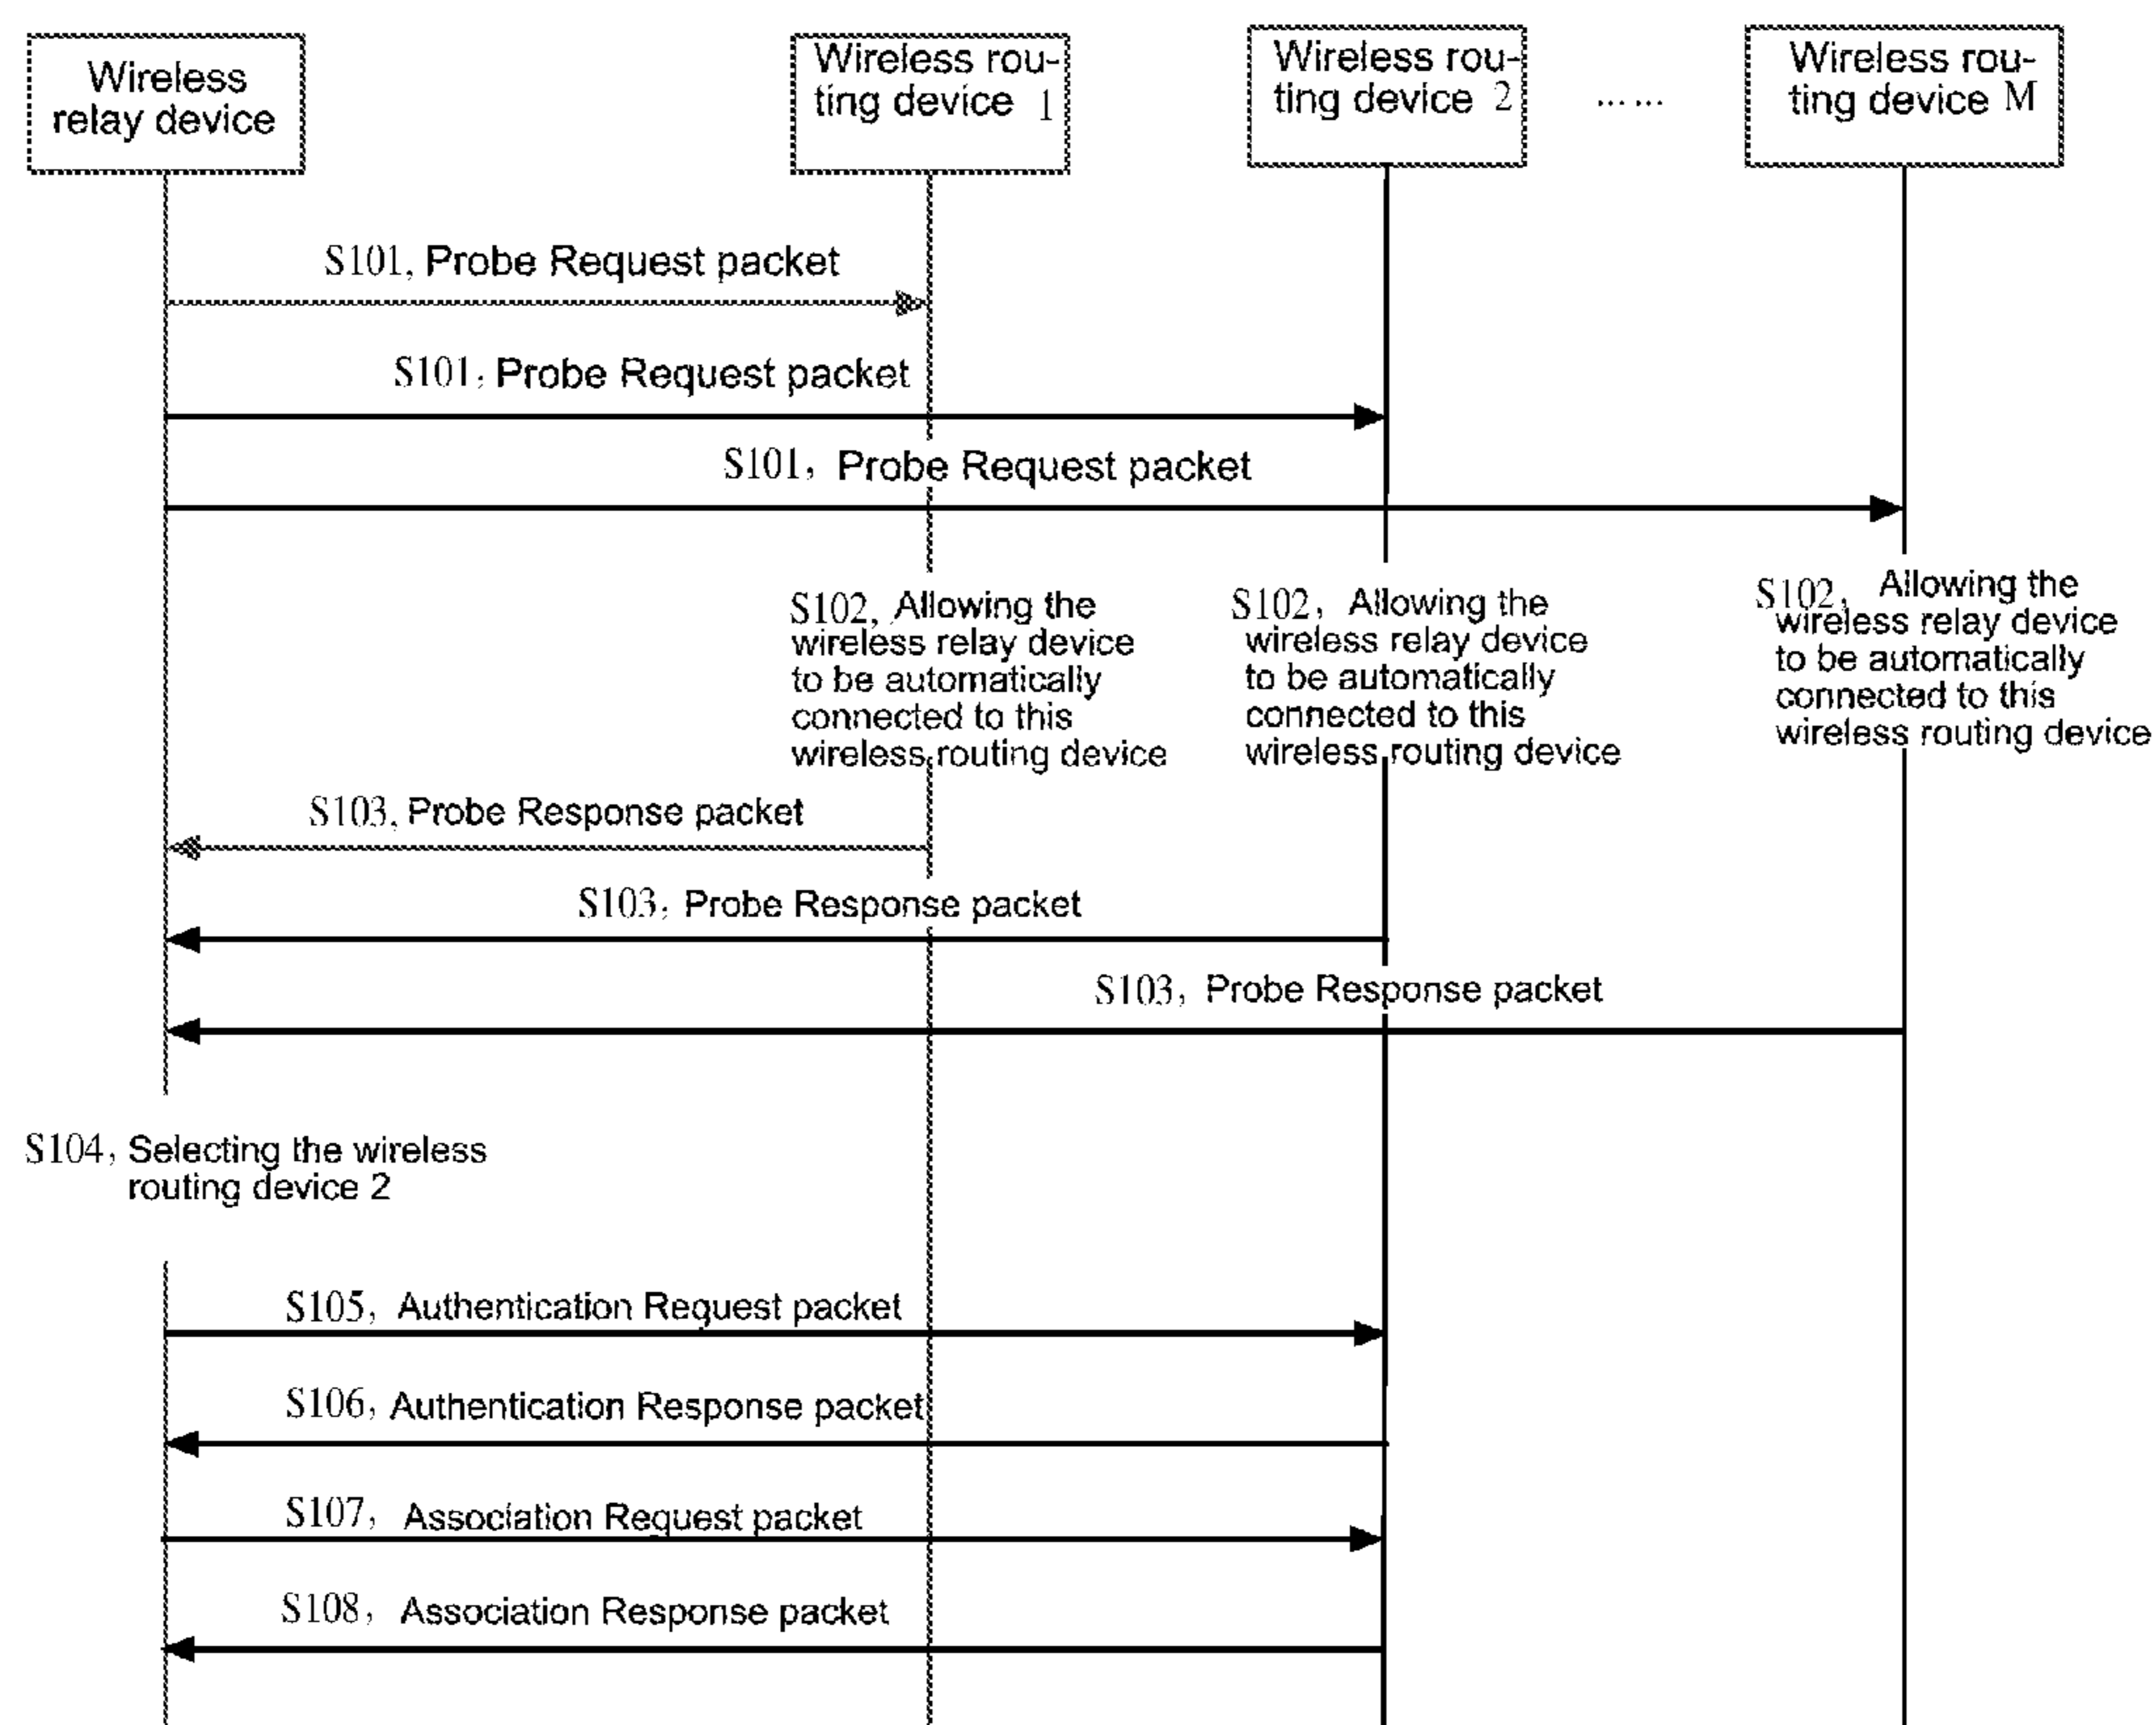 Wireless
relay device
Wireless rou-
ting device 1
Wireless rou-
ting device 2
... ...
Wireless rou-
ting device M
S101, Probe Request packet
S101, Probe Request packet
S101, Probe Request packet
S102, Allowing the
wireless relay device
to be automatically
connected to this
wireless routing device
S102, Allowing the
wireless relay device
to be automatically
connected to this
wireless routing device
S102, Allowing the
wireless relay device
to be automatically
connected to this
wireless routing device
S103, Probe Response packet
S103, Probe Response packet
S103, Probe Response packet
S104, Selecting the wireless
routing device 2
S105, Authentication Request packet
S106, Authentication Response packet
S107, Association Request packet
S108, Association Response packet